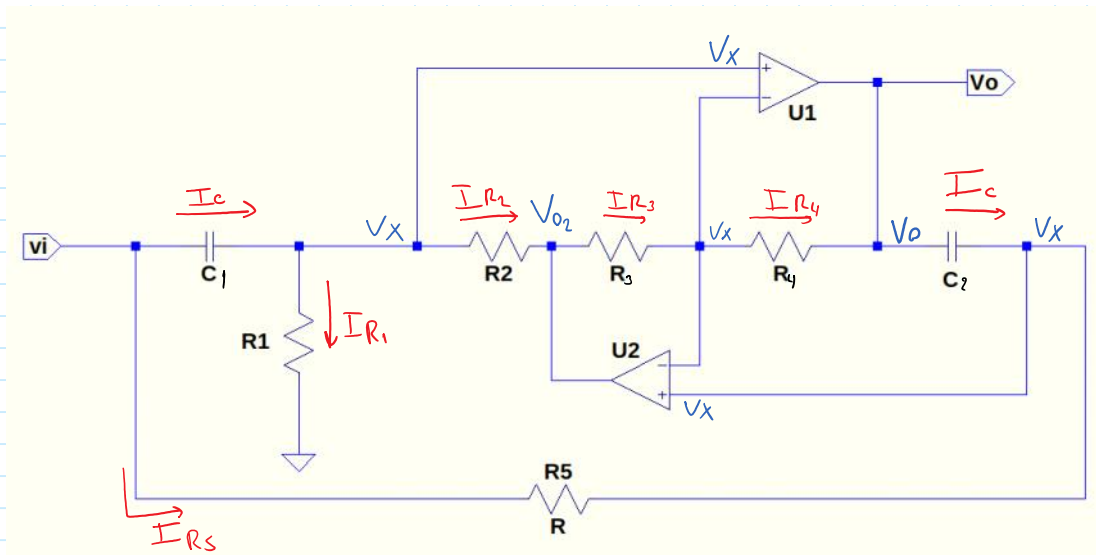 Vx
Vo
U1
Ic
IR2
Vo2
IR3
IR4
Ic
vi
Vx
Vx
Vo
Vx
C1
R2
R3
R4
C2
R1
IR1
U2
Vx
R5
R
IR5